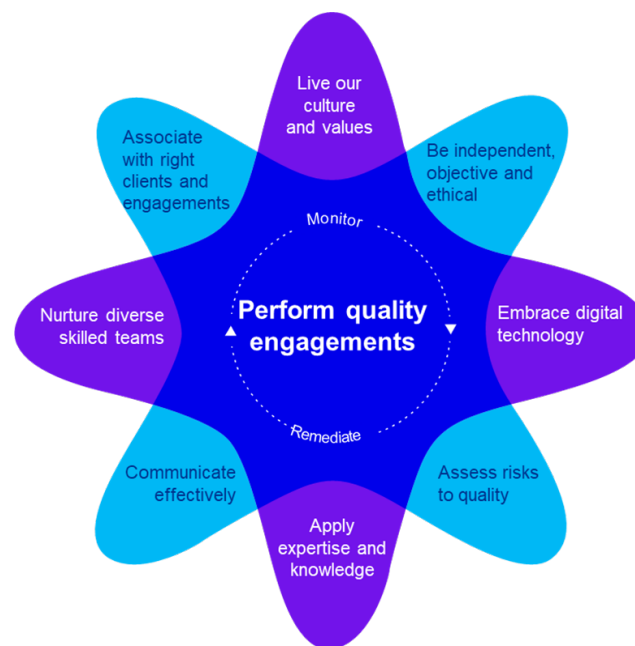 Live our
culture
and values
Associate
with right
clients and
engagements
Be independent,
objective and
ethical
Monitor
Nurture diverse
skilled teams
Perform quality
engagements
Embrace digital
technology
Remediate
Communicate
effectively
Assess risks
to quality
Apply
expertise and
knowledge